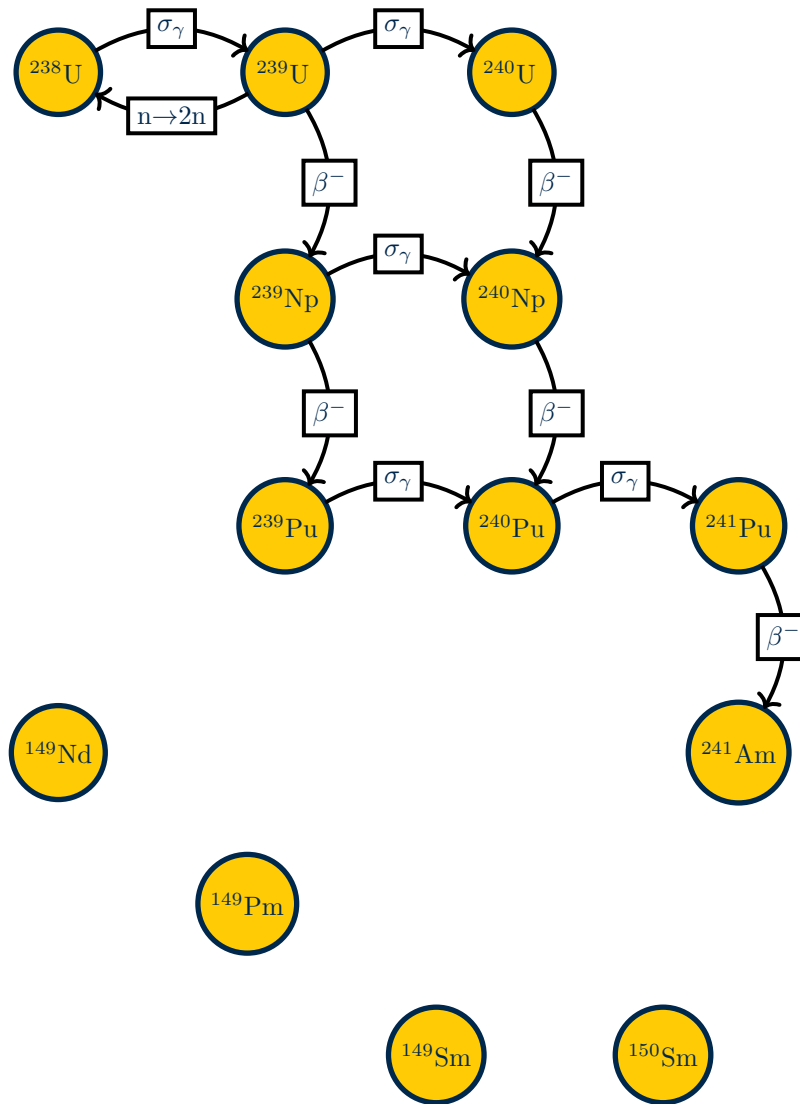 σᵧ σᵧ
²³⁸U ²³⁹U ²⁴⁰U
n→2n
β⁻ β⁻
σᵧ
²³⁹Np ²⁴⁰Np
β⁻ β⁻
σᵧ σᵧ
²³⁹Pu ²⁴⁰Pu ²⁴¹Pu
β⁻
¹⁴⁹Nd ²⁴¹Am
¹⁴⁹Pm
¹⁴⁹Sm ¹⁵⁰Sm